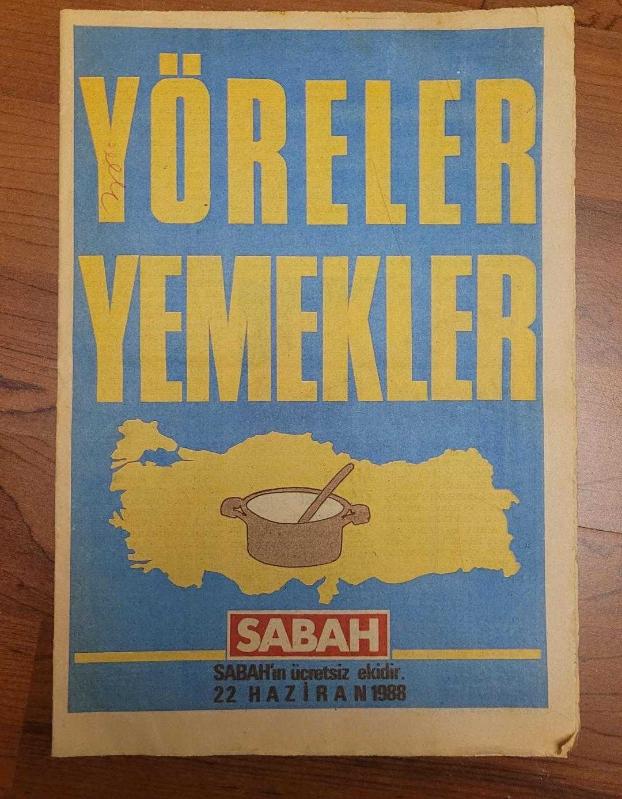 YÖRELER
YEMEKLER
SABAH
SABAH'ın ücretsiz ekidir.
22 HAZİRAN 1988